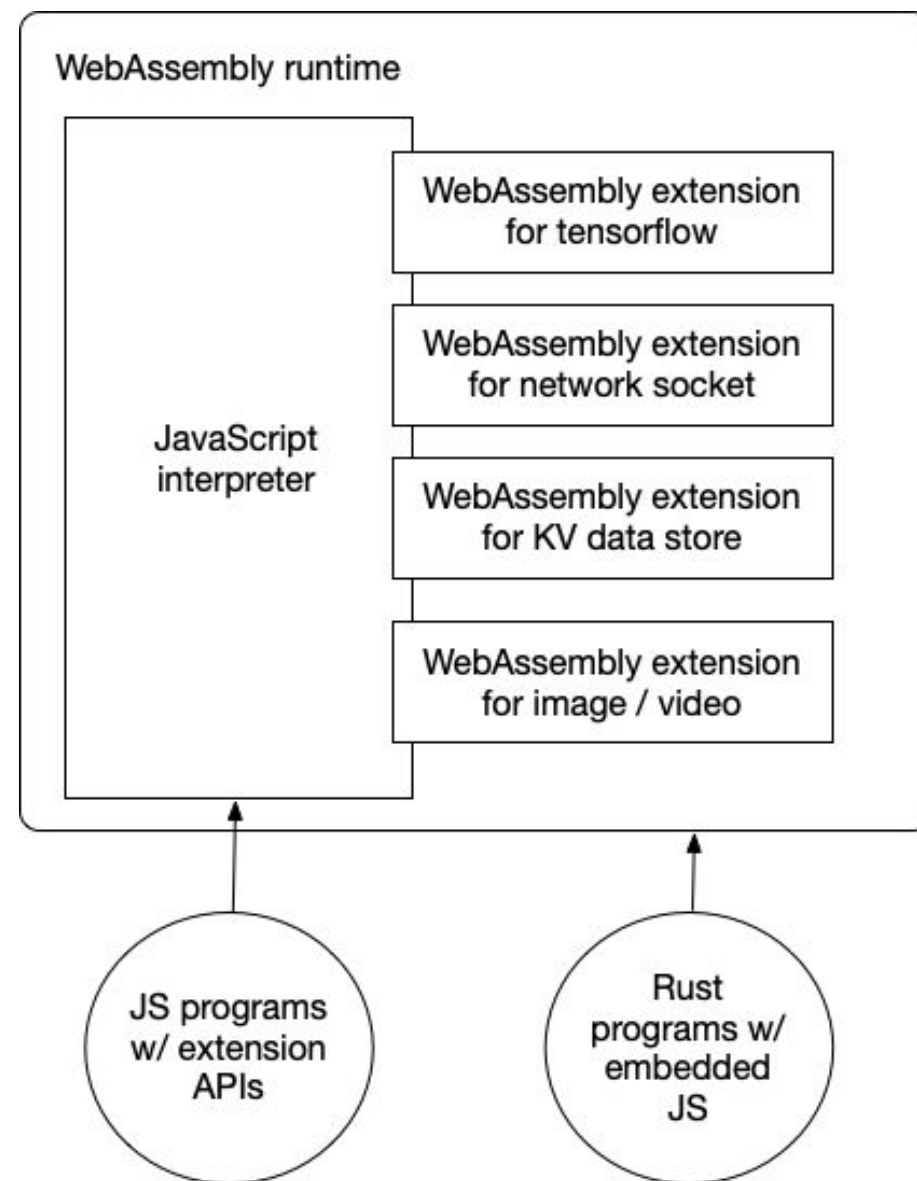 WebAssembly runtime
WebAssembly extension
for tensorflow
WebAssembly extension
for network socket
JavaScript
interpreter
WebAssembly extension
for KV data store
WebAssembly extension
for image / video
JS programs
w/ extension
APIs
Rust
programs w/
embedded
JS